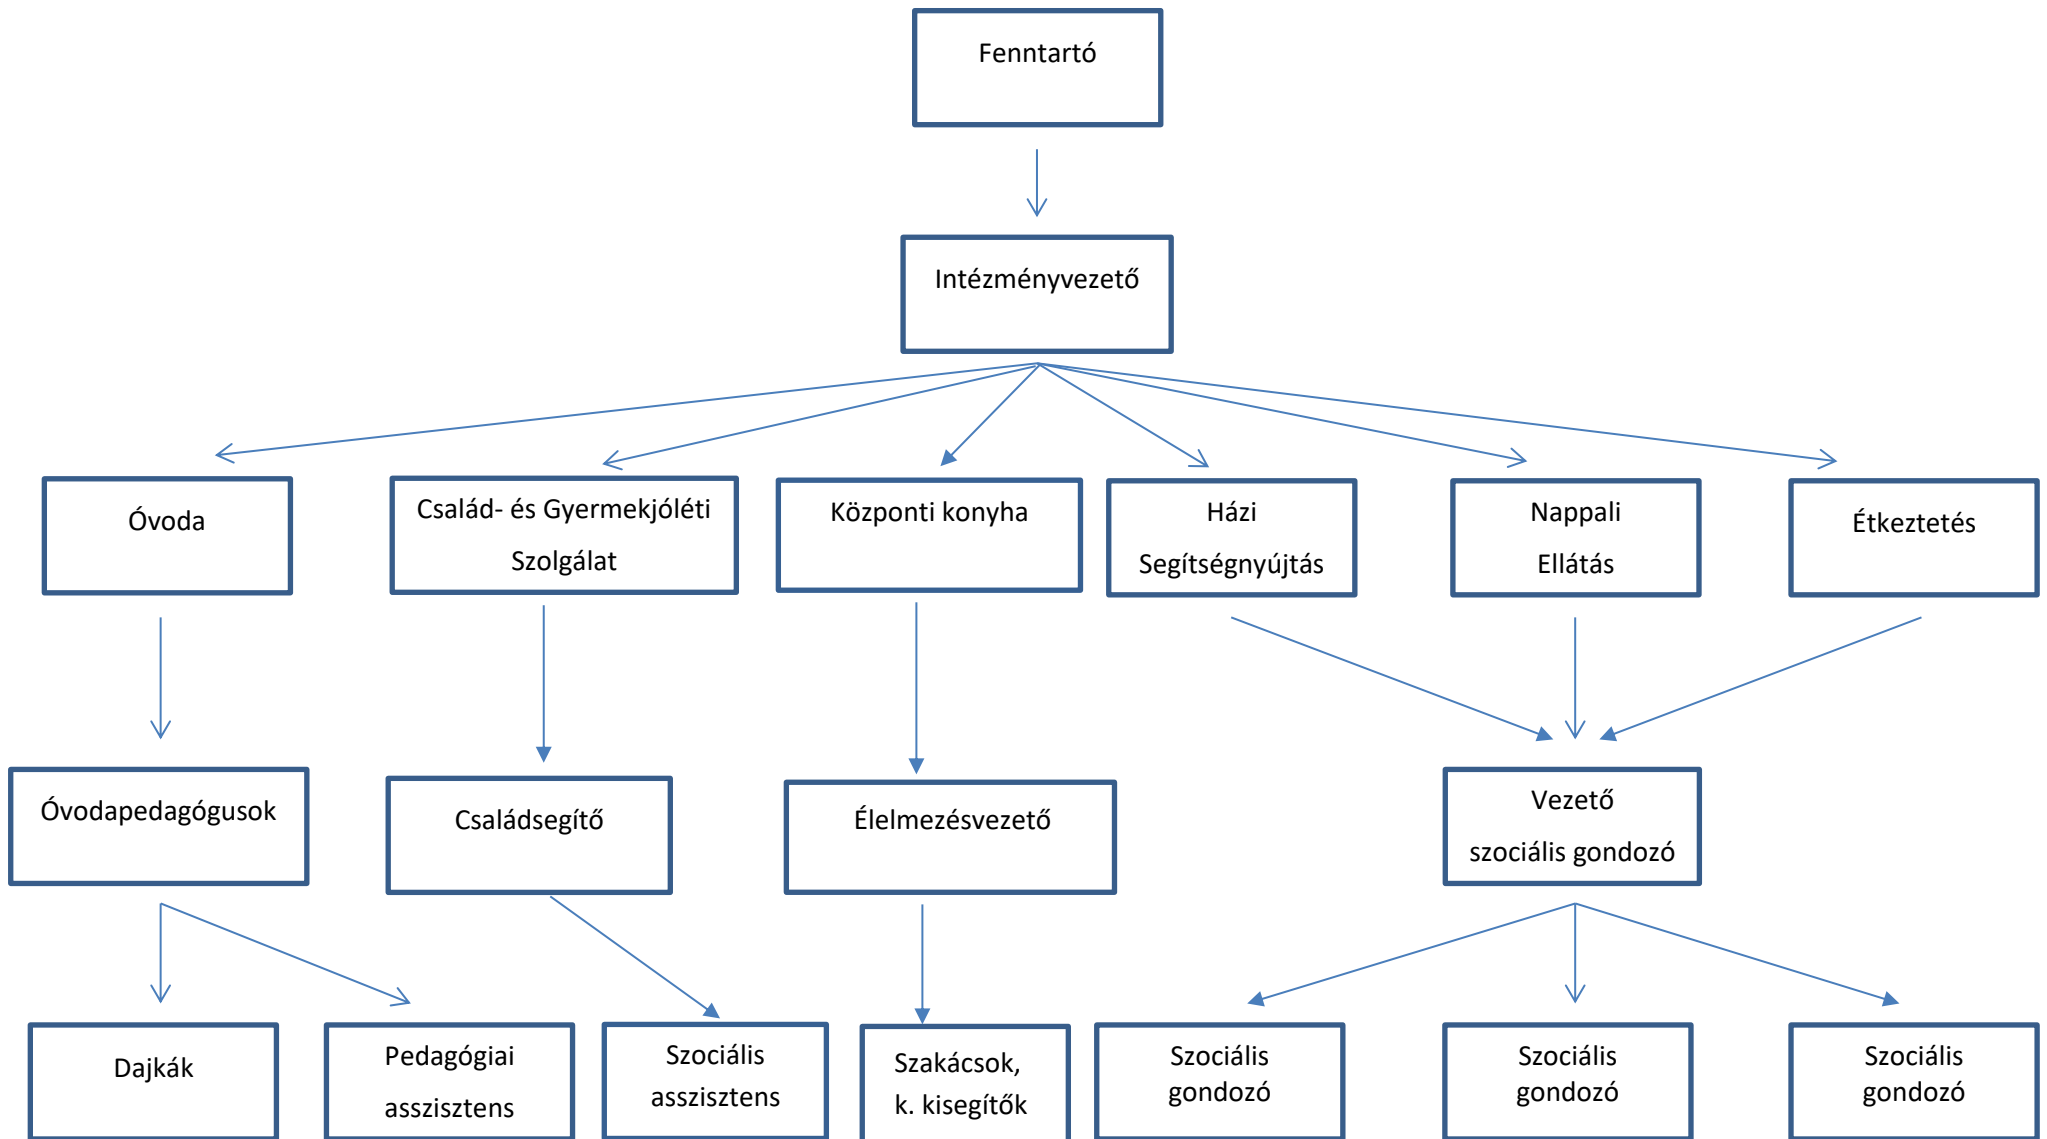 Fenntartó
Intézményvezető
Óvoda
Család- és Gyermekjóléti
Szolgálat
Központi konyha
Házi
Segítségnyújtás
Nappali
Ellátás
Étkeztetés
Óvodapedagógusok
Családsegítő
Élelmezésvezető
Vezető
szociális gondozó
Dajkák
Pedagógiai
asszisztens
Szociális
asszisztens
Szakácsok,
k. kisegítők
Szociális
gondozó
Szociális
gondozó
Szociális
gondozó